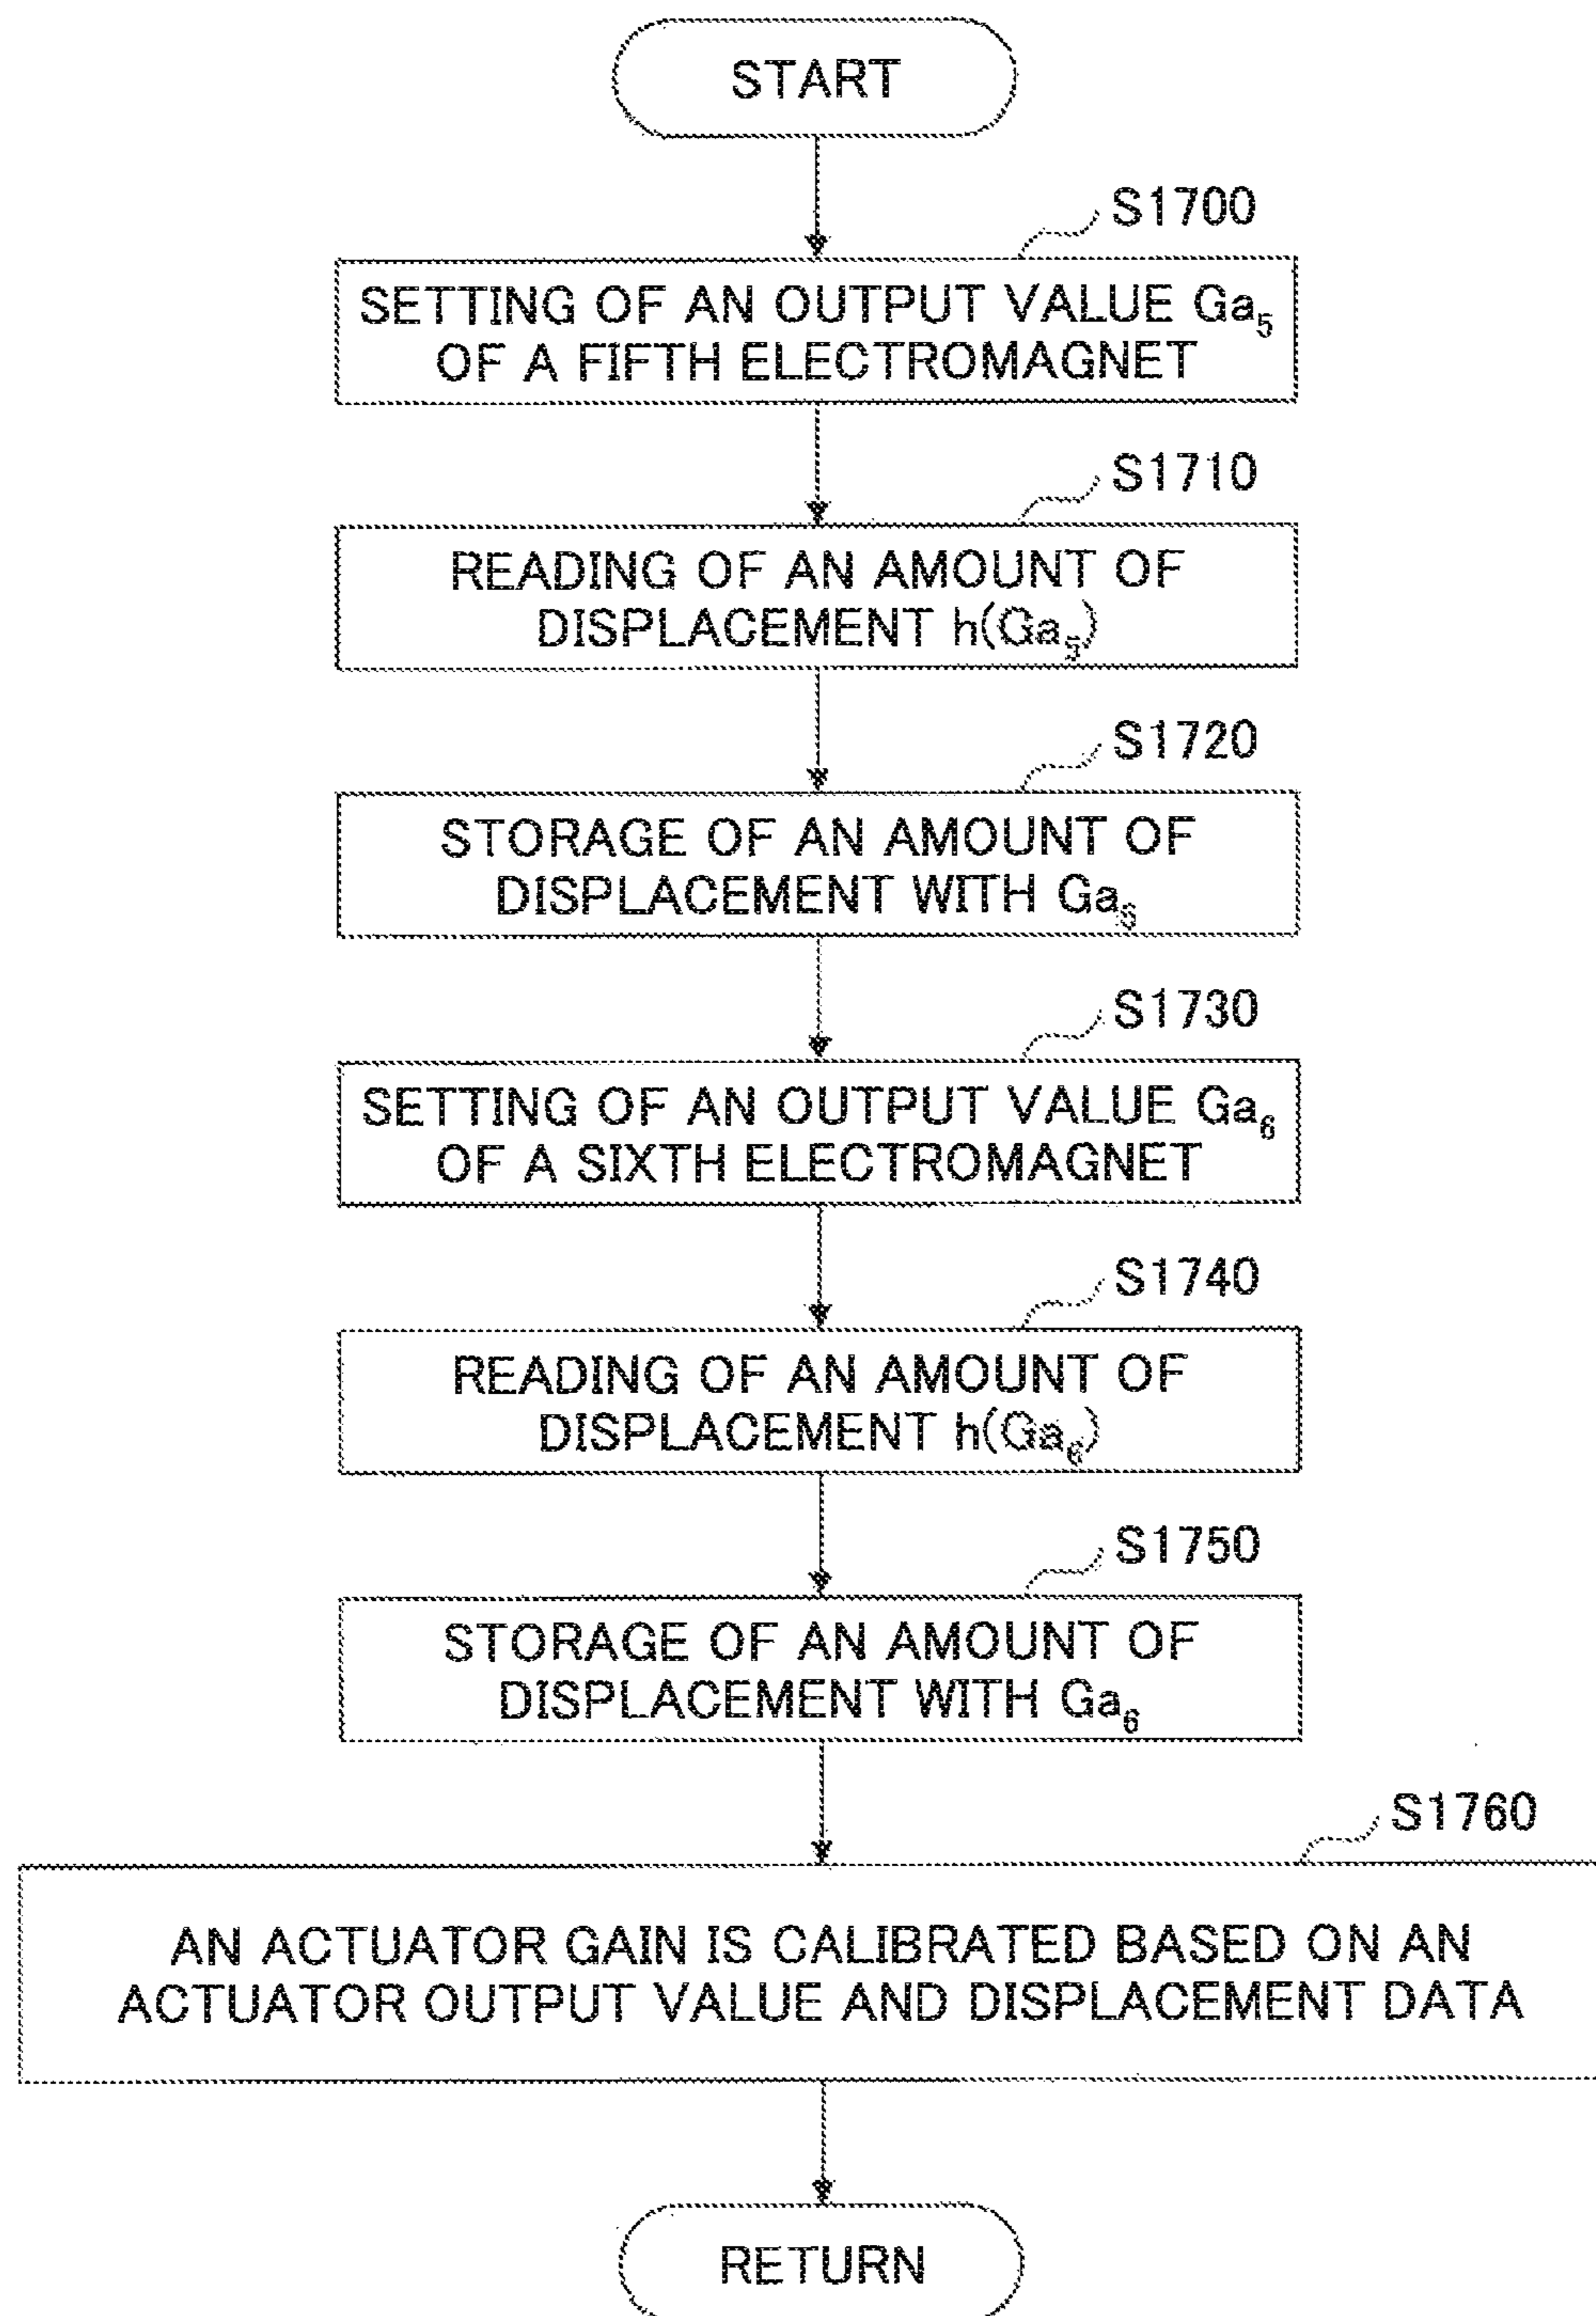 START
S1700
SETTING OF AN OUTPUT VALUE Ga₅
OF A FIFTH ELECTROMAGNET
S1710
READING OF AN AMOUNT OF
DISPLACEMENT h(Ga₅)
S1720
STORAGE OF AN AMOUNT OF
DISPLACEMENT WITH Ga₆
S1730
SETTING OF AN OUTPUT VALUE Ga₆
OF A SIXTH ELECTROMAGNET
S1740
READING OF AN AMOUNT OF
DISPLACEMENT h(Ga₆)
S1750
STORAGE OF AN AMOUNT OF
DISPLACEMENT WITH Ga₆
S1760
AN ACTUATOR GAIN IS CALIBRATED BASED ON AN
ACTUATOR OUTPUT VALUE AND DISPLACEMENT DATA
RETURN